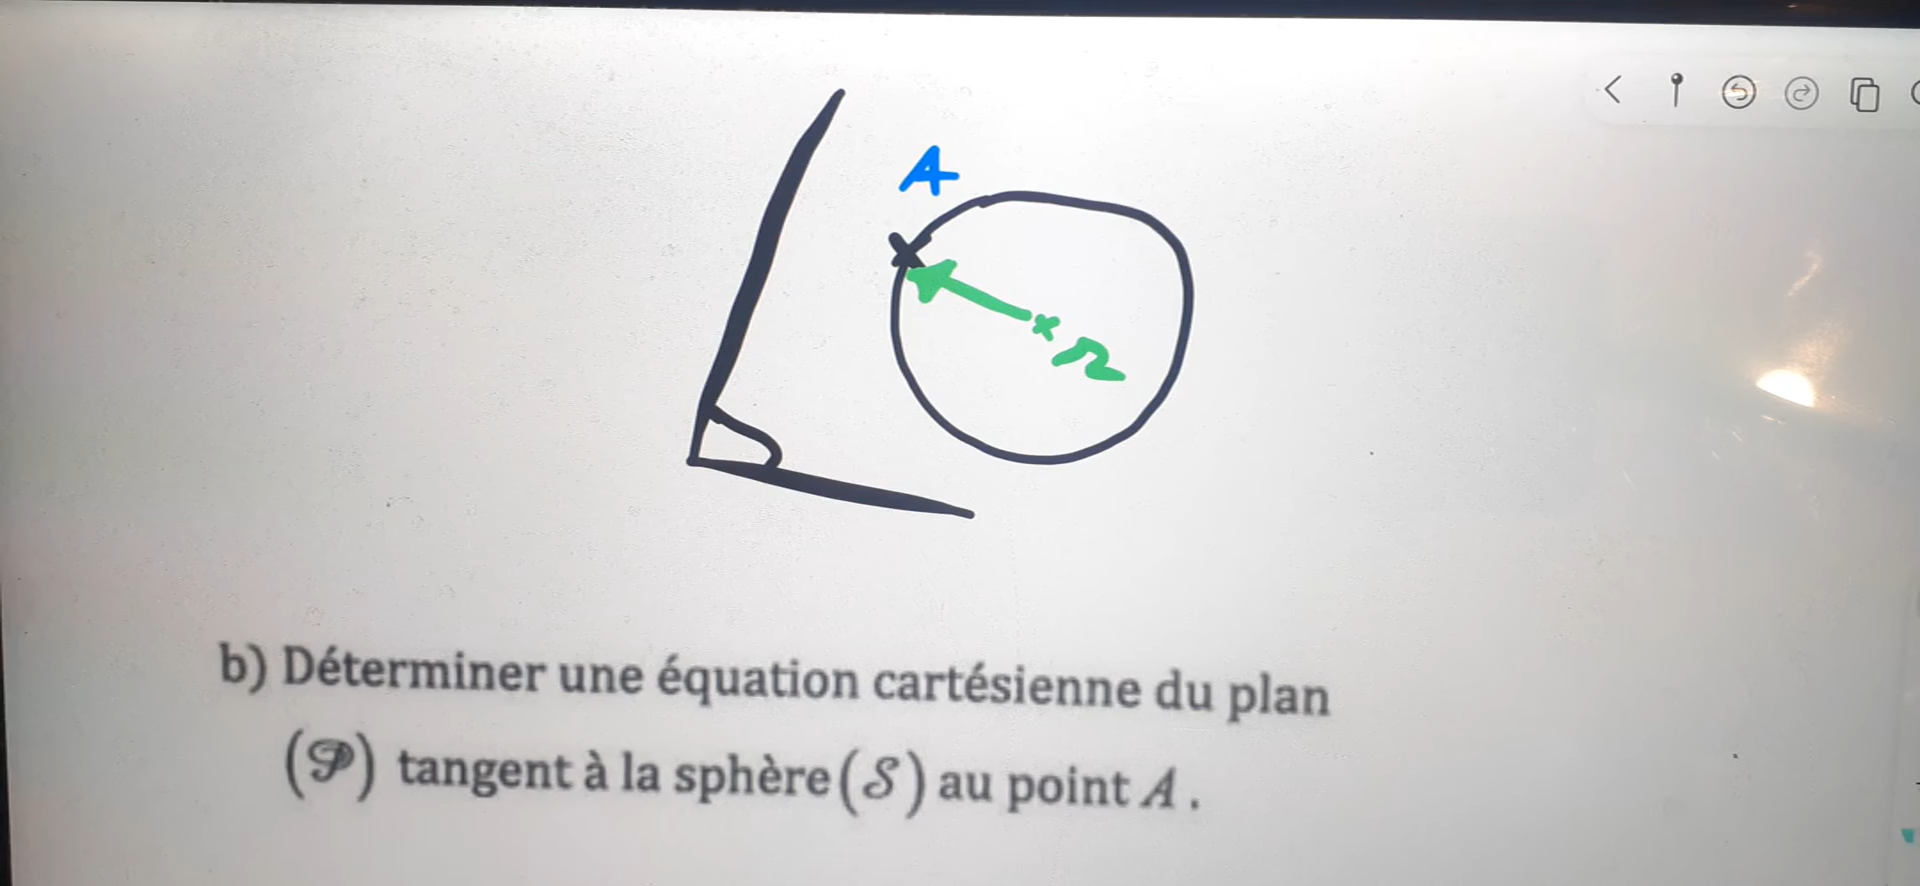 A
Ω
b) Déterminer une équation cartésienne du plan
(𝒫) tangent à la sphère (𝒮) au point A .